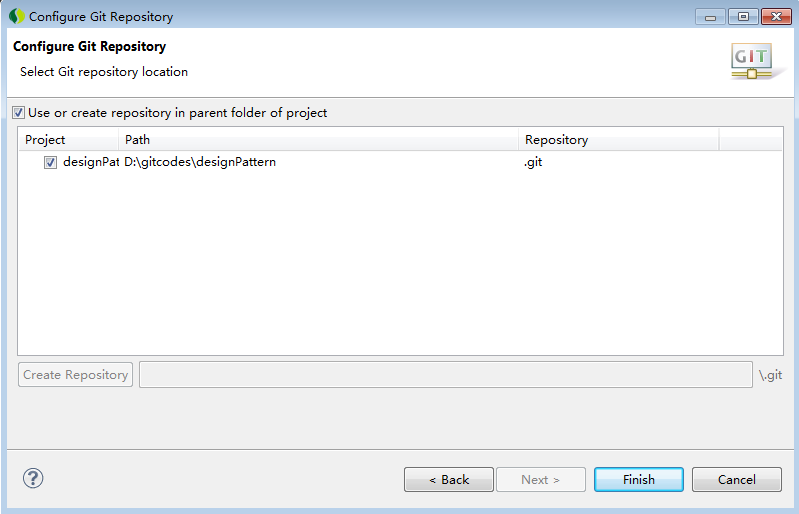 Configure Git Repository
Configure Git Repository
Select Git repository location
GIT
Use or create repository in parent folder of project
Project Path Repository
designPat D:\gitcodes\designPattern .git
Create Repository \.git
? < Back Next > Finish Cancel